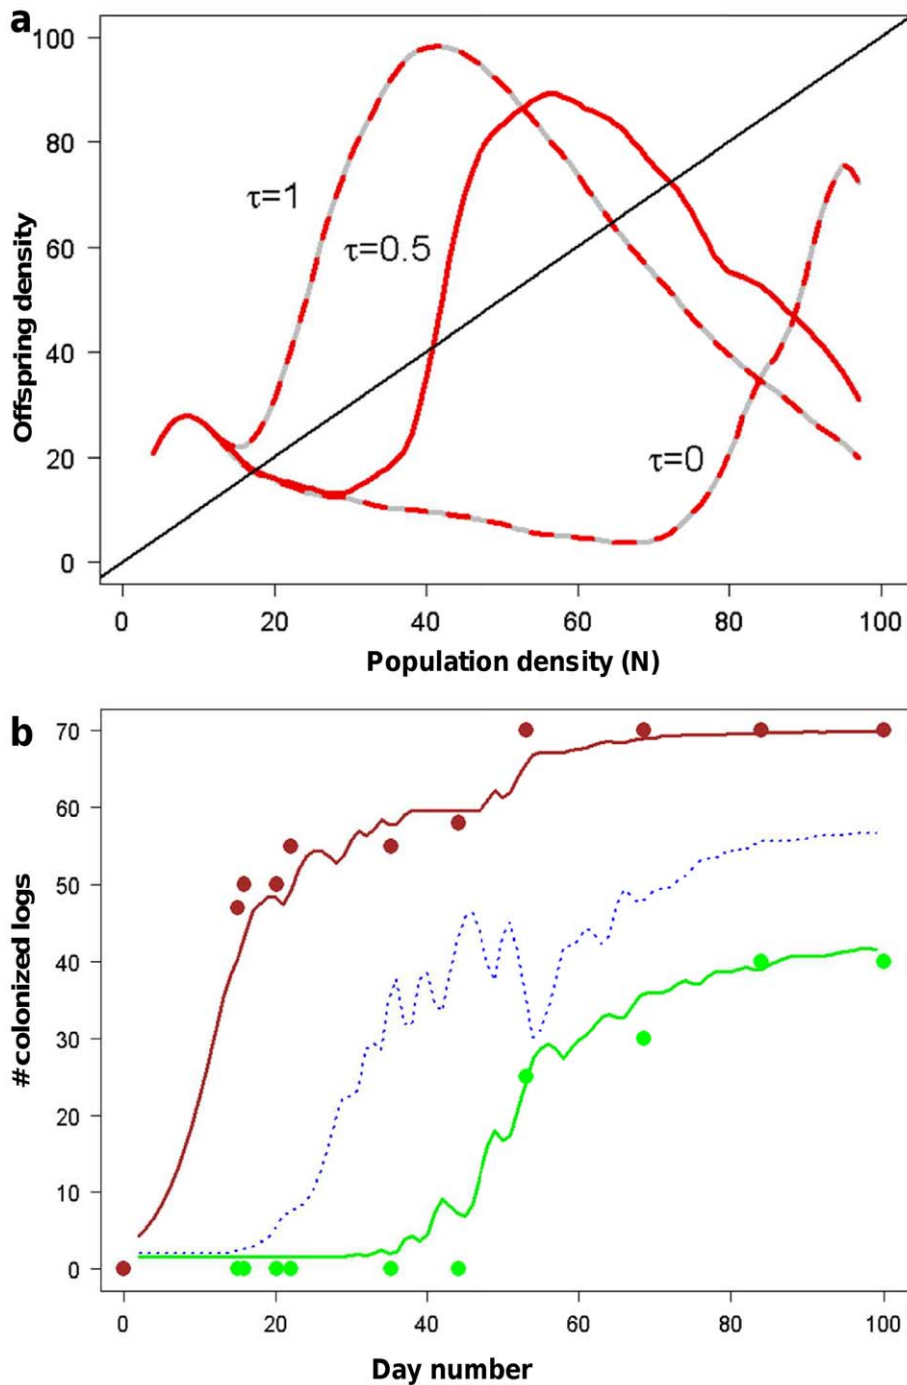 a
100
80
60
40
20
0
Offspring density
τ=1
τ=0.5
τ=0
0 20 40 60 80 100
Population density (N)
b
70
60
50
40
30
20
10
0
#colonized logs
0 20 40 60 80 100
Day number